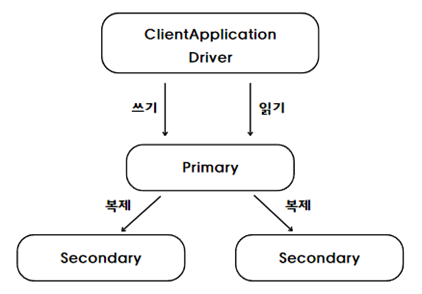 ClientApplication
Driver
쓰기
읽기
Primary
복제
복제
Secondary
Secondary